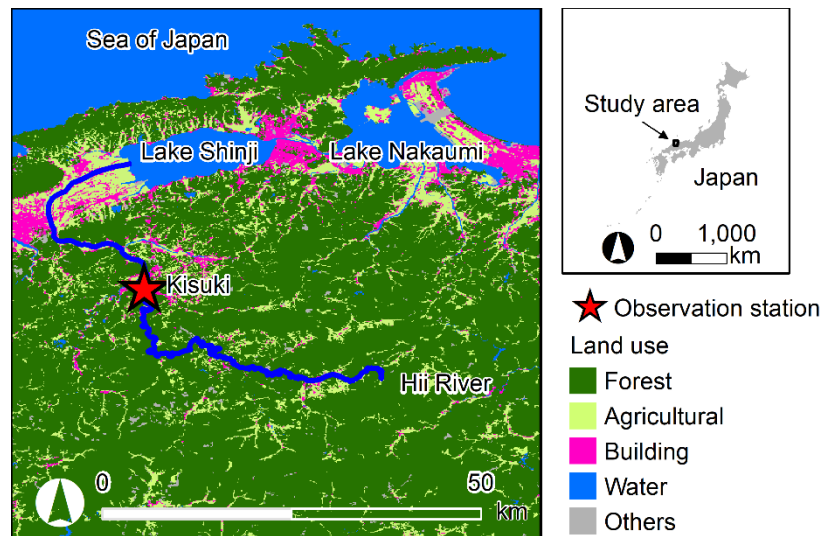 Sea of Japan
Lake Shinji
Lake Nakaumi
Kisuki
Hii River
0
50
km
Study area
Japan
0
1,000
km
Observation station
Land use
Forest
Agricultural
Building
Water
Others